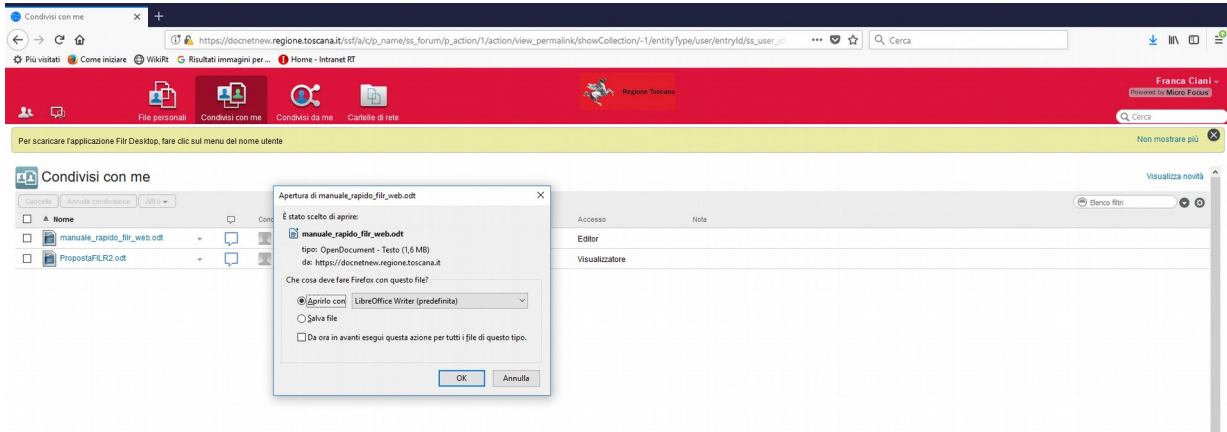 Condivisi con me
https://docnetnew.regione.toscana.it/ssf/a/c/p_name/ss_forum/p_action/1/action/view_permalink/showCollection/-1/entityType/user/entryId/ss_user_id
Cerca
Più visitati Come iniziare WikiRt Risultati immagini per ... Home - Intranet RT
Regione Toscana
Franca Ciani
Powered by Micro Focus
File personali Condivisi con me Condivisi da me Cartelle di rete
Cerca
Per scaricare l'applicazione Filr Desktop, fare clic sul menu del nome utente
Non mostrare più
Condivisi con me
Visualizza novità
Cancella Annulla condivisione Altro
Elenco filtri
Nome
Cond
Accesso
Nota
manuale_rapido_filr_web.odt
Editor
PropostaFILR2.odt
Visualizzatore
Apertura di manuale_rapido_filr_web.odt
È stato scelto di aprire:
manuale_rapido_filr_web.odt
tipo: OpenDocument - Testo (1,6 MB)
da: https://docnetnew.regione.toscana.it
Che cosa deve fare Firefox con questo file?
Aprirlo con LibreOffice Writer (predefinita)
Salva file
Da ora in avanti esegui questa azione per tutti i file di questo tipo.
OK Annulla